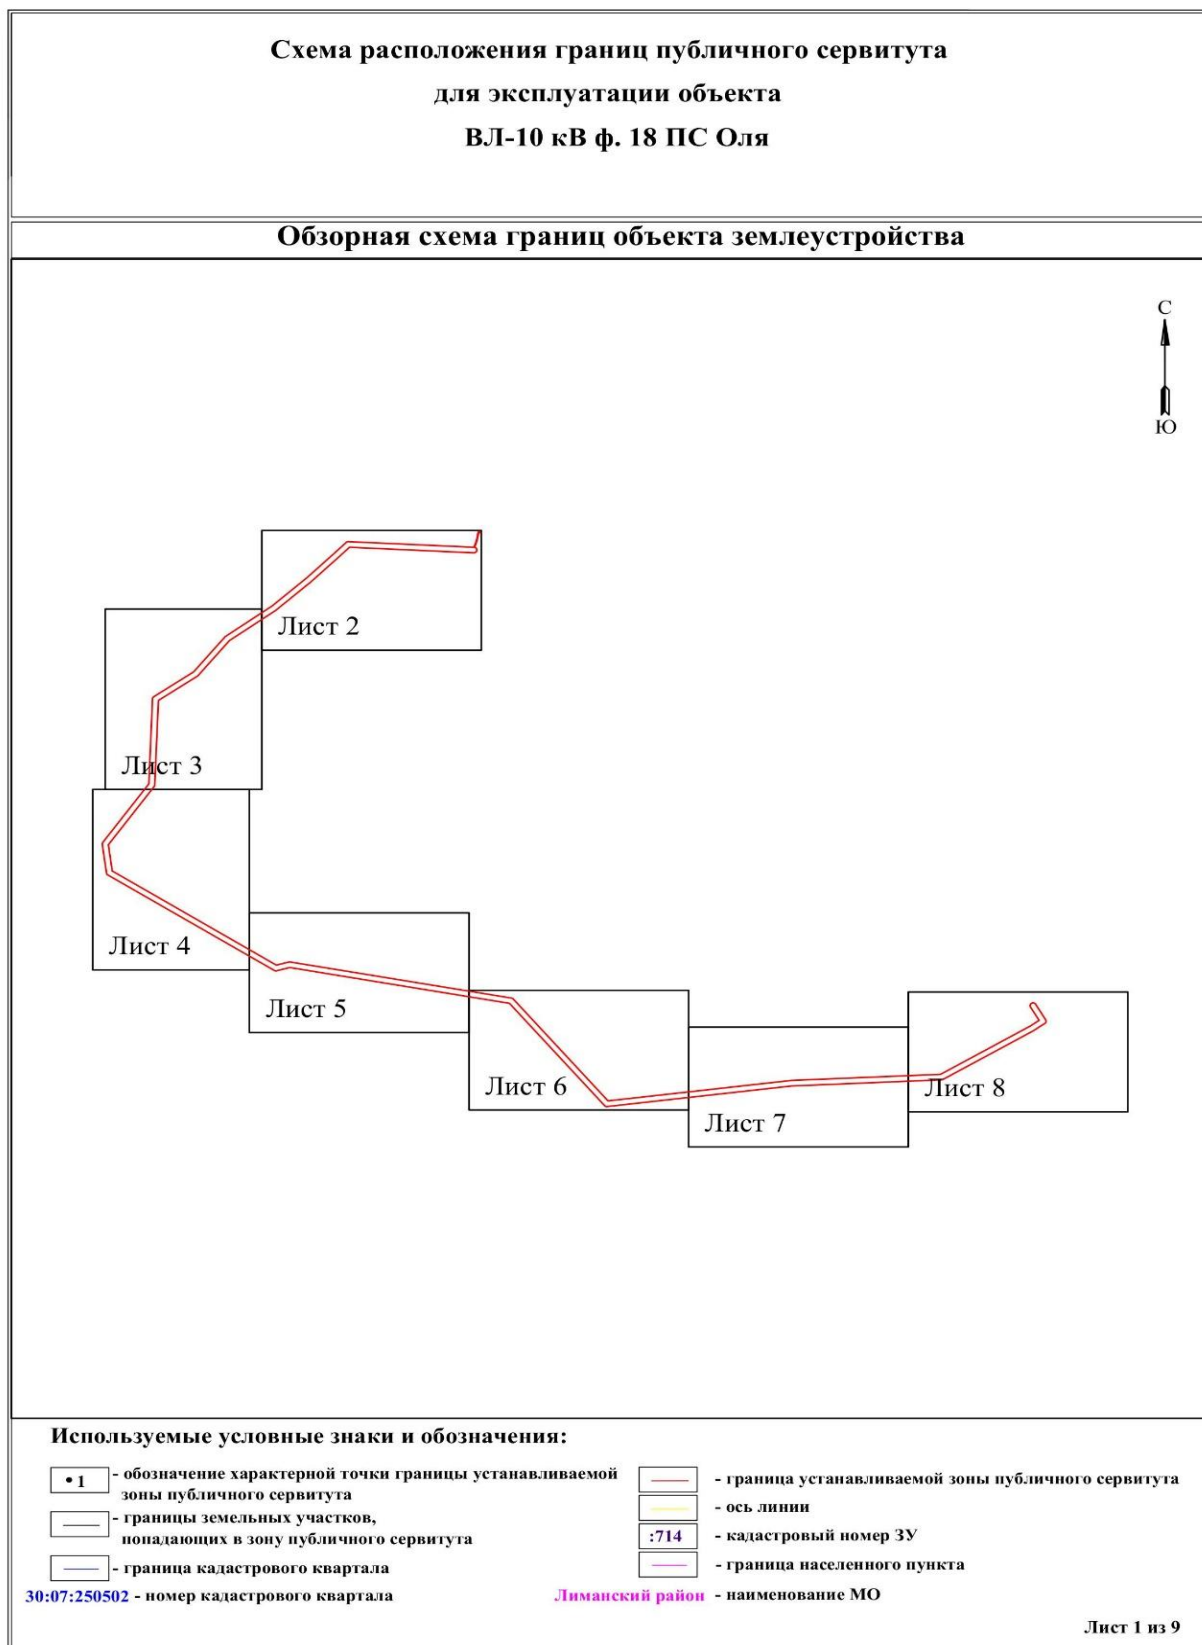 Схема расположения границ публичного сервитута
для эксплуатации объекта
ВЛ-10 кВ ф. 18 ПС Оля
Обзорная схема границ объекта землеустройства
С
Ю
Лист 2
Лист 3
Лист 4
Лист 5
Лист 6
Лист 7
Лист 8
Используемые условные знаки и обозначения:
• 1 - обозначение характерной точки границы устанавливаемой
зоны публичного сервитута
- границы земельных участков,
попадающих в зону публичного сервитута
- граница кадастрового квартала
30:07:250502 - номер кадастрового квартала
- граница устанавливаемой зоны публичного сервитута
- ось линии
:714 - кадастровый номер ЗУ
- граница населенного пункта
Лиманский район - наименование МО
Лист 1 из 9